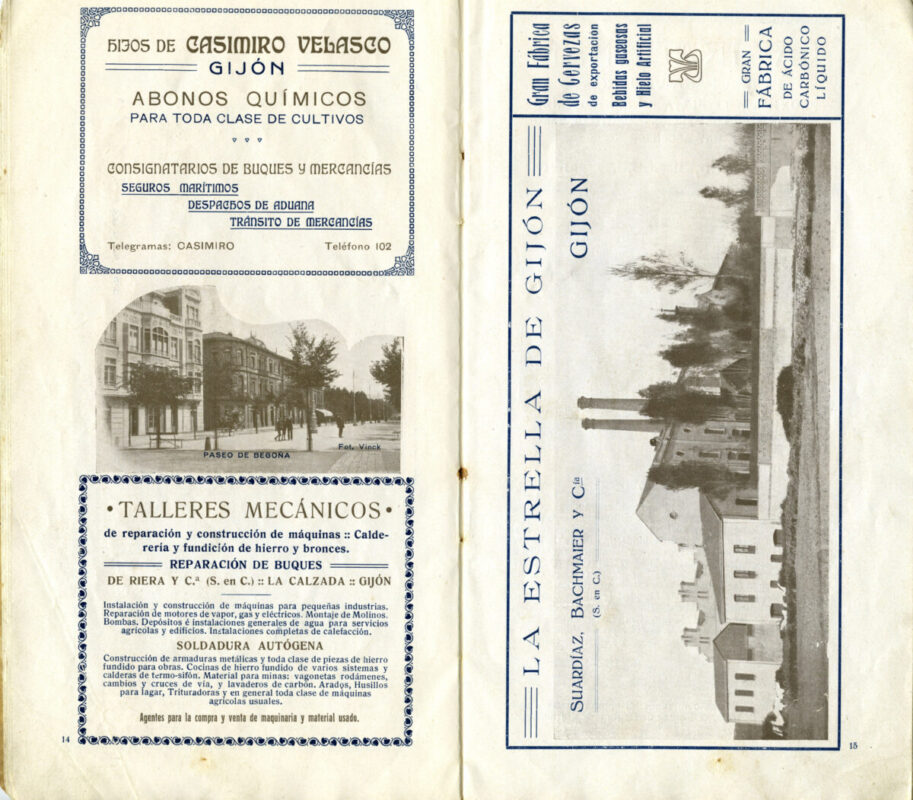 HIJOS DE CASIMIRO VELASCO
GIJÓN
ABONOS QUÍMICOS
PARA TODA CLASE DE CULTIVOS
CONSIGNATARIOS DE BUQUES Y MERCANCÍAS
SEGUROS MARÍTIMOS
DESPACHOS DE ADUANA
TRÁNSITO DE MERCANCÍAS
Telegramas: CASIMIRO Teléfono 102
PASEO DE BEGOÑA
Fot. Vinck
• TALLERES MECÁNICOS •
de reparación y construcción de máquinas :: Calde-
rería y fundición de hierro y bronces.
REPARACIÓN DE BUQUES
DE RIERA Y C.ª (S. en C.) :: LA CALZADA :: GIJÓN
Instalación y construcción de máquinas para pequeñas industrias.
Reparación de motores de vapor, gas y eléctricos. Montaje de Molinos.
Bombas. Depósitos é instalaciones generales de agua para servicios
agrícolas y edificios. Instalaciones completas de calefacción.
SOLDADURA AUTÓGENA
Construcción de armaduras metálicas y toda clase de piezas de hierro
fundido para obras. Cocinas de hierro fundido de varios sistemas y
calderas de termo-sifón. Material para minas: vagonetas rodámenes,
cambios y cruces de vía, y lavaderos de carbón. Arados, Husillos
para lagar, Trituradoras y en general toda clase de máquinas
agrícolas usuales.
Agentes para la compra y venta de maquinaria y material usado.
14
Gran Fábrica
de Cervezas
de exportacion
Bebidas gaseosas
y Hielo Artificial
GRAN
FÁBRICA
DE ÁCIDO
CARBÓNICO
LÍQUIDO
LA ESTRELLA DE GIJÓN
SUARDÍAZ, BACHMAIER Y Cía
(S. en C.)
GIJÓN
15